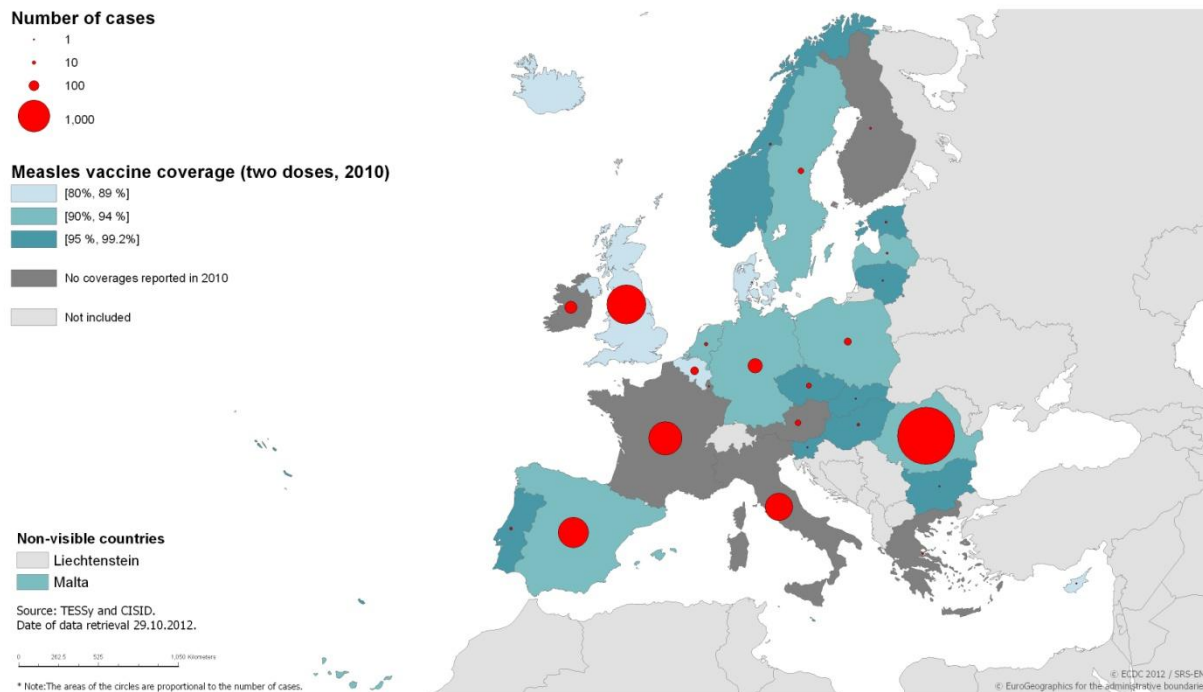 Number of cases
1
10
100
1,000
Measles vaccine coverage (two doses, 2010)
[80%, 89 %]
[90%, 94 %]
[95 %, 99.2%]
No coverages reported in 2010
Not included
Non-visible countries
Liechtenstein
Malta
Source: TESSy and CISID.
Date of data retrieval 29.10.2012.
0 262.5 525 1,050 Kilometers
* Note:The areas of the circles are proportional to the number of cases.
© ECDC 2012 / SRS-EN
© EuroGeographics for the administrative boundarie